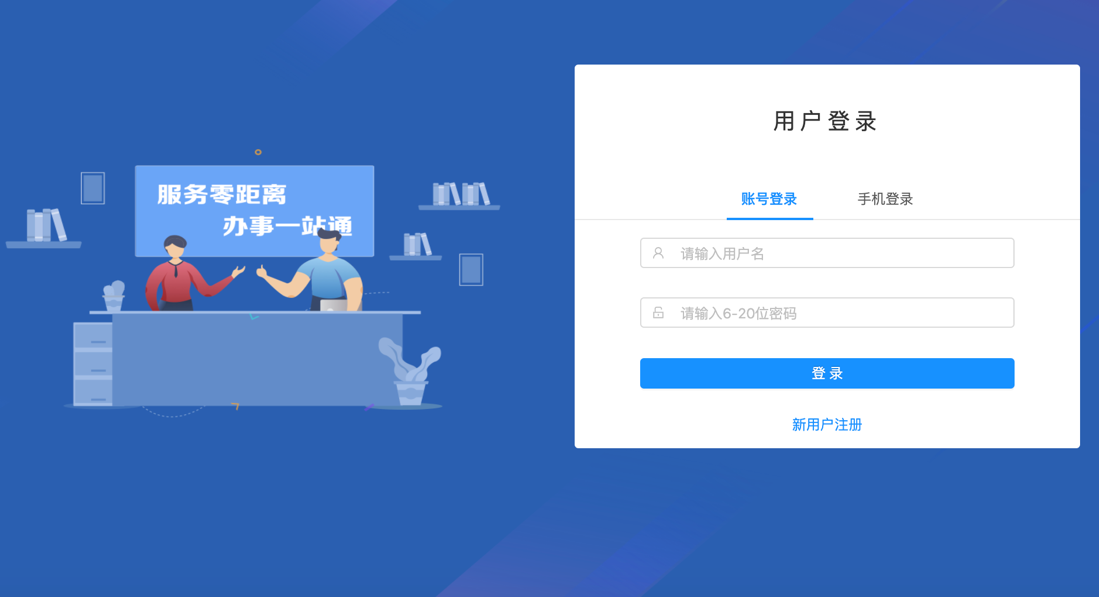 服务零距离
办事一站通
用户登录
账号登录 手机登录
请输入用户名
请输入6-20位密码
登录
新用户注册